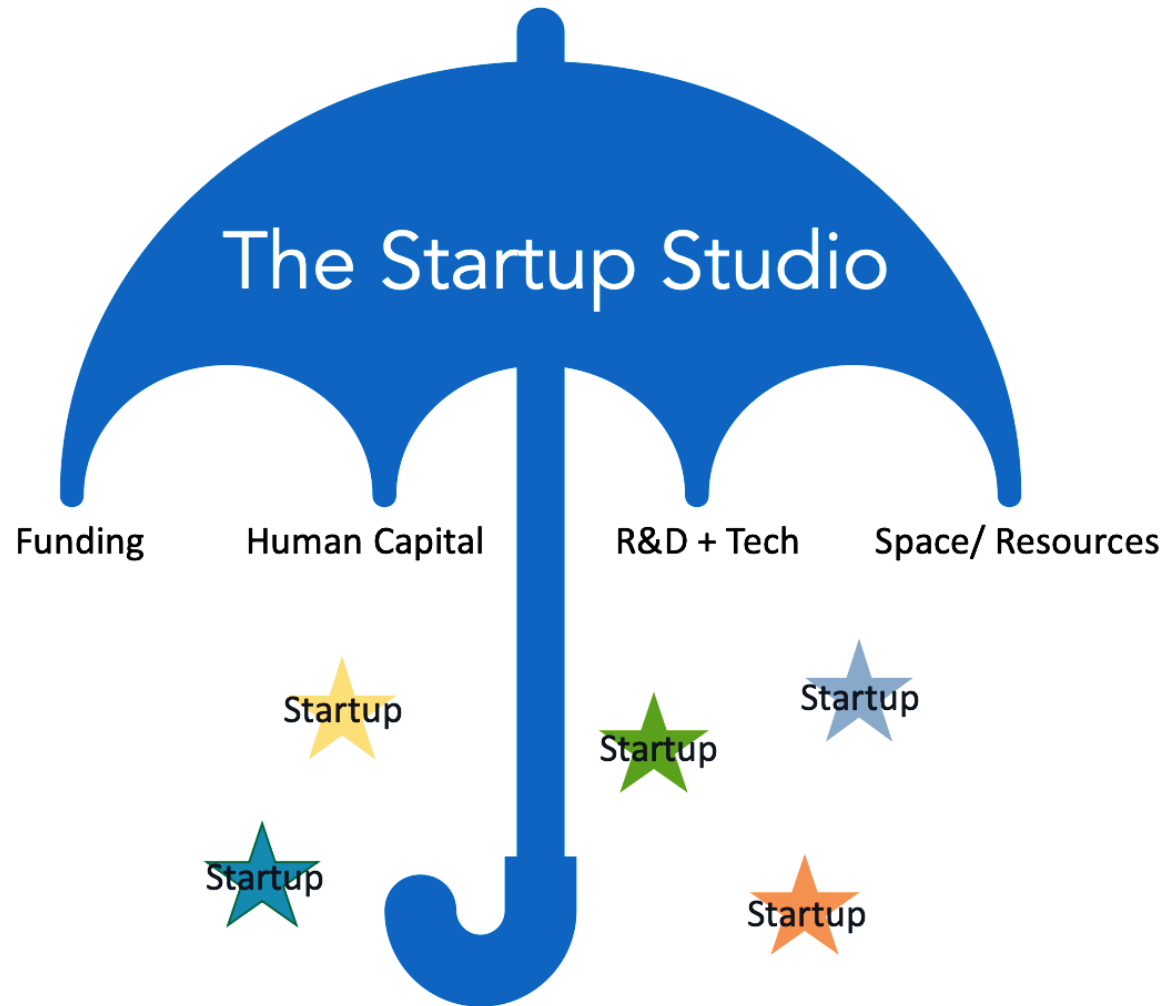 The Startup Studio
Funding
Human Capital
R&D + Tech
Space/ Resources
Startup
Startup
Startup
Startup
Startup